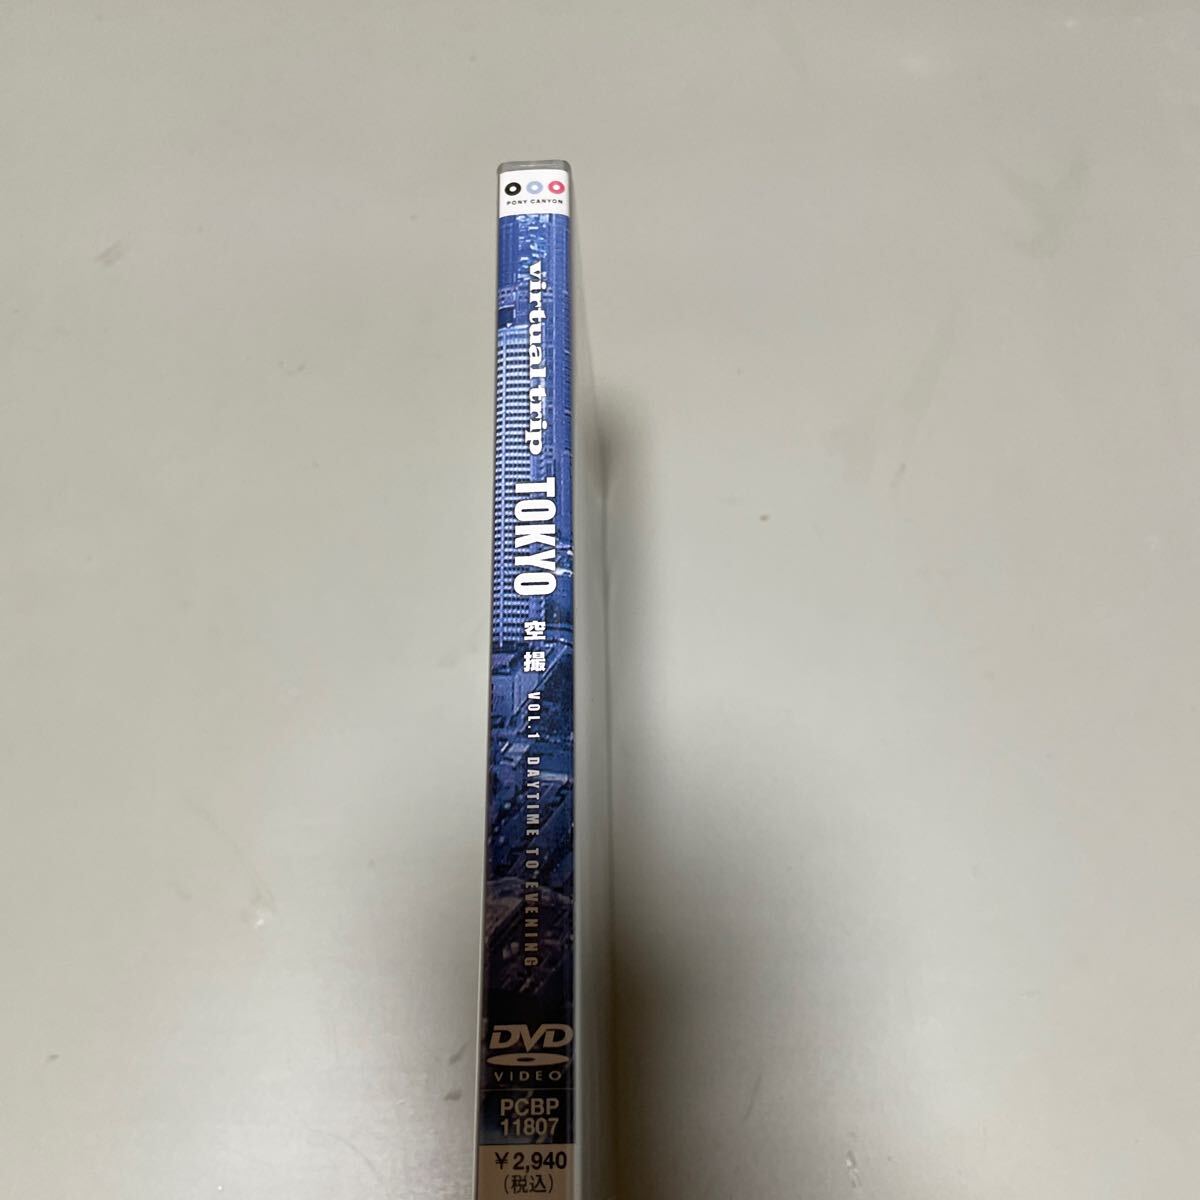 PONY CANYON
virtual trip TOKYO 空撮 VOL.1 DAYTIME TO EVENING
DVD
VIDEO
PCBP
11807
¥2,940
(税込)